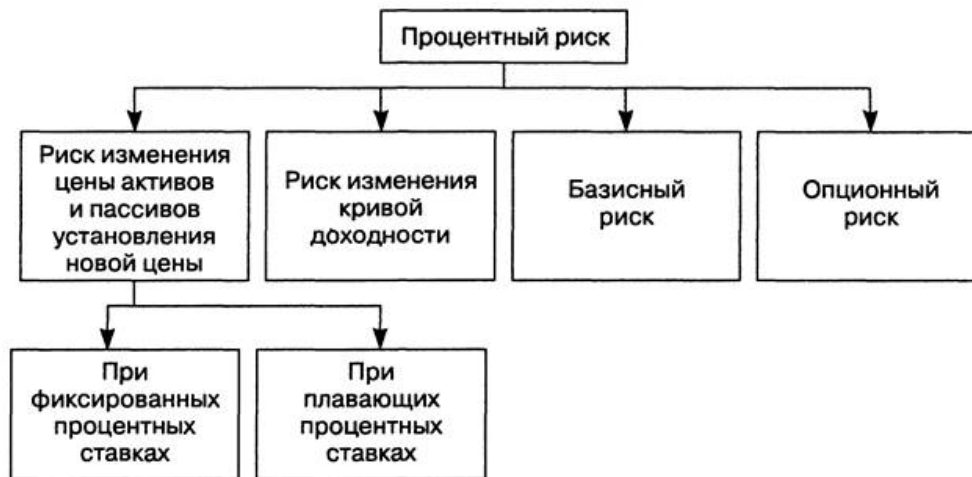 Процентный риск
Риск изменения
цены активов
и пассивов
установления
новой цены
Риск изменения
кривой
доходности
Базисный
риск
Опционный
риск
При
фиксированных
процентных
ставках
При
плавающих
процентных
ставках